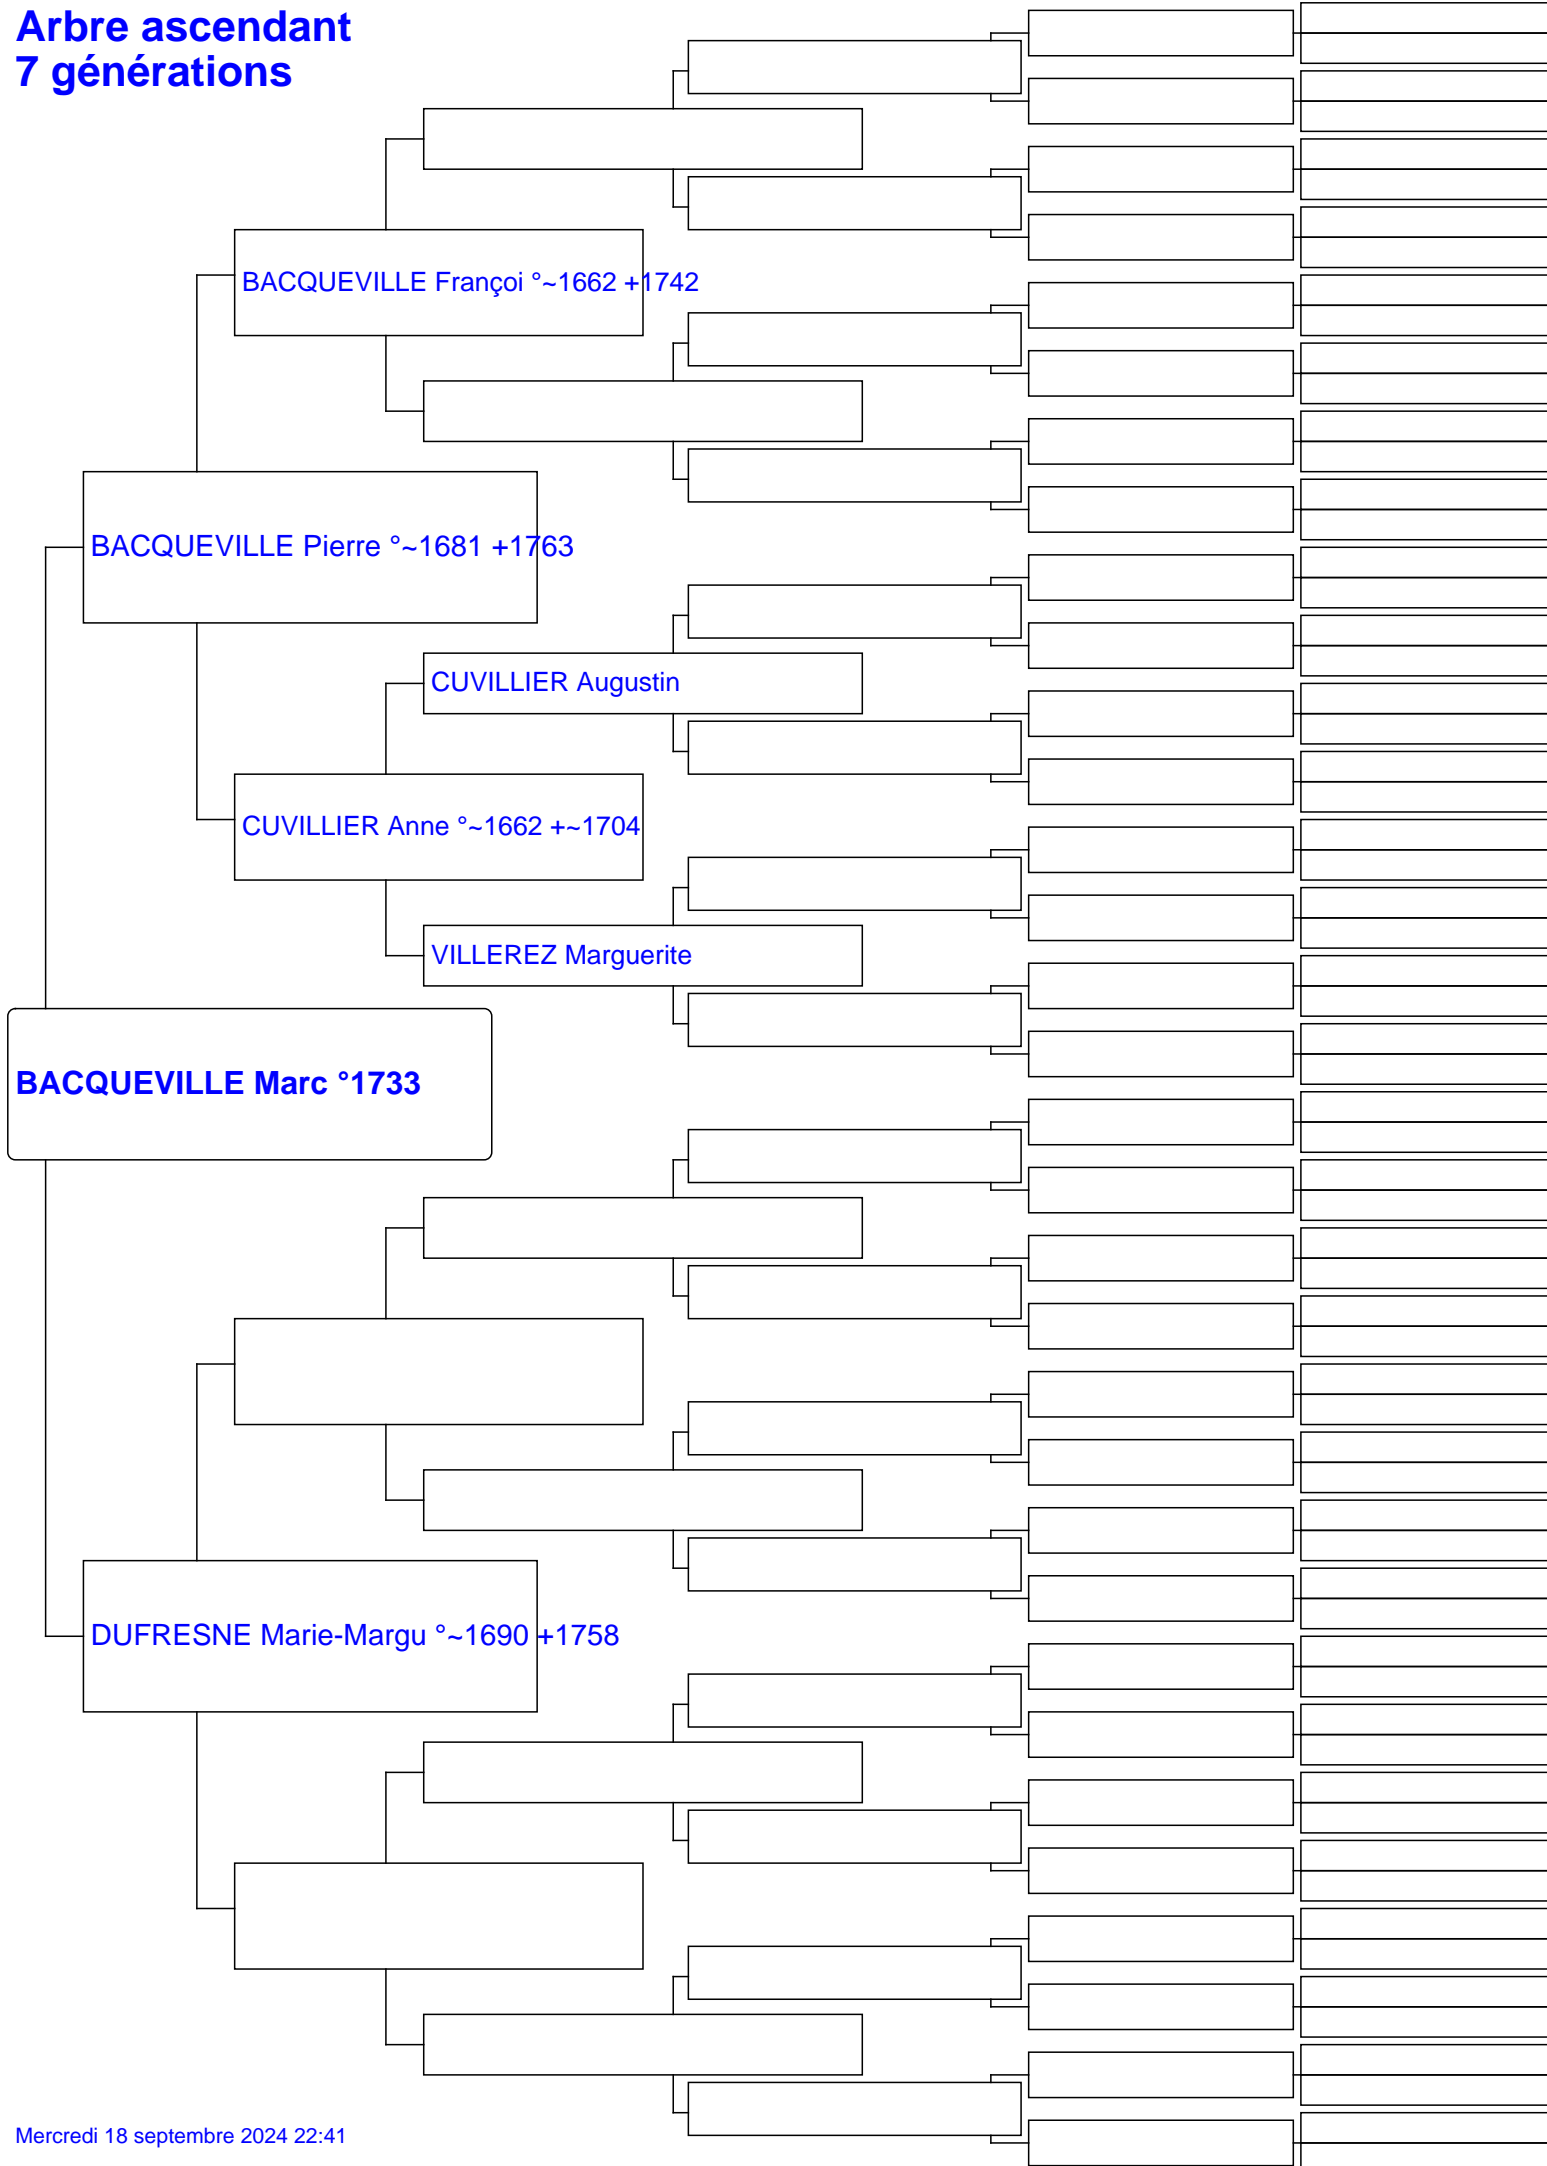 Arbre ascendant
7 générations
BACQUEVILLE Françoi °~1662 +1742
BACQUEVILLE Pierre °~1681 +1763
CUVILLIER Augustin
CUVILLIER Anne °~1662 +~1704
VILLEREZ Marguerite
BACQUEVILLE Marc °1733
DUFRESNE Marie-Margu °~1690 +1758
Mercredi 18 septembre 2024 22:41